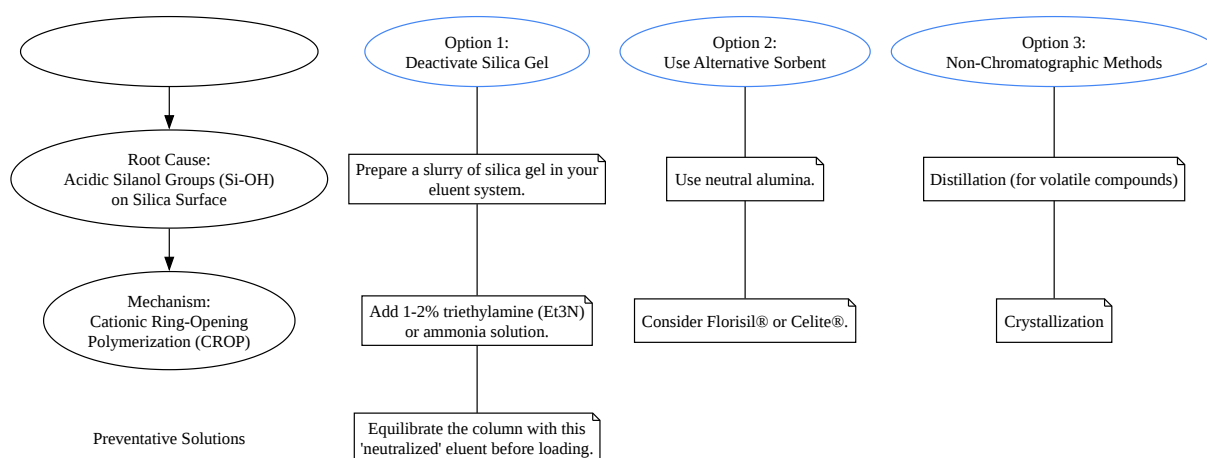 Root Cause:
Acidic Silanol Groups (Si-OH)
on Silica Surface
Mechanism:
Cationic Ring-Opening
Polymerization (CROP)
Preventative Solutions
Option 1:
Deactivate Silica Gel
Prepare a slurry of silica gel in your
eluent system.
Add 1-2% triethylamine (Et3N)
or ammonia solution.
Equilibrate the column with this
'neutralized' eluent before loading.
Option 2:
Use Alternative Sorbent
Use neutral alumina.
Consider Florisil® or Celite®.
Option 3:
Non-Chromatographic Methods
Distillation (for volatile compounds)
Crystallization